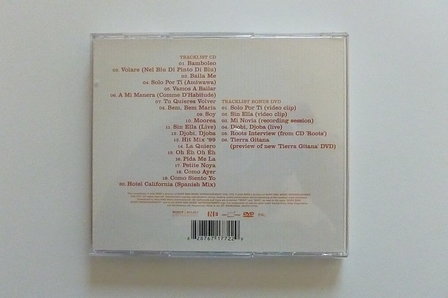 TRACKLIST CD
01. Bamboleo
02. Volare (Nel Blu Di Pinto Di Blu)
03. Baila Me
04. Solo Por Ti (Amiwawa)
05. Vamos A Bailar
06. A Mi Manera (Comme D'Habitude)
07. Tu Quieres Volver
08. Bem, Bem Maria
09. Soy
10. Moorea
11. Sin Ella (Live)
12. Djobi, Djoba
13. Hit Mix '99
14. La Quiero
15. Oh Eh Oh Eh
16. Pida Me La
17. Petite Noya
18. Como Ayer
19. Como Siento Yo
20. Hotel California (Spanish Mix)
TRACKLIST BONUS DVD
01. Solo Por Ti (video clip)
02. Sin Ella (video clip)
03. Mi Novia (recording session)
04. Djobi, Djoba (live)
05. Roots Interview (from CD 'Roots')
06. Tierra Gitana
(preview of new 'Tierra Gitana' DVD)
DVD
8 28767 17722 9